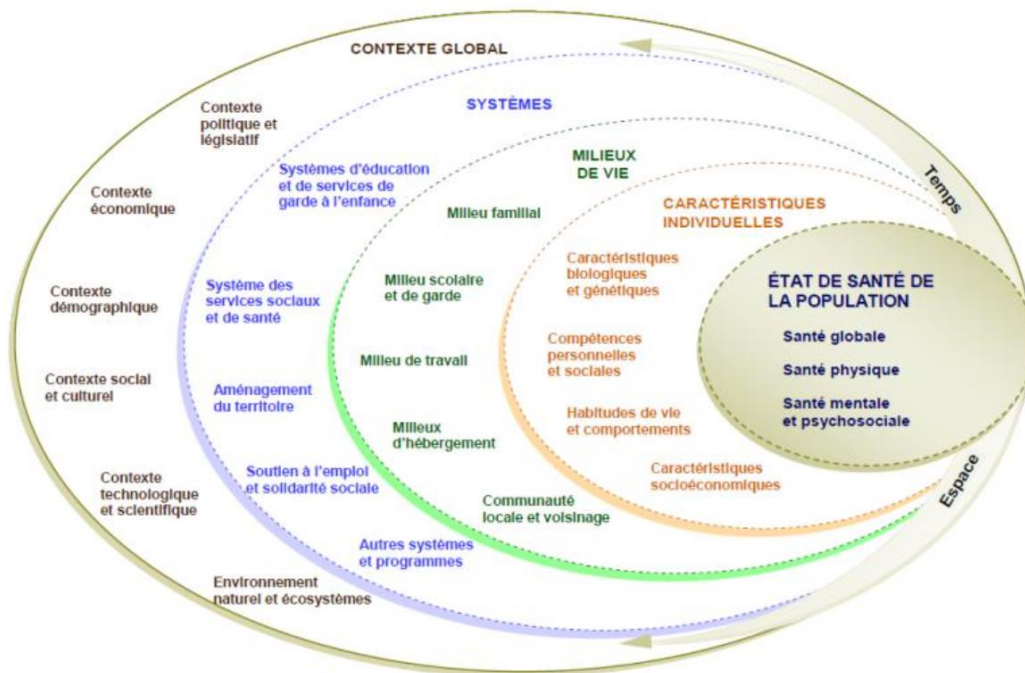 CONTEXTE GLOBAL
Contexte
politique et
législatif
Contexte
économique
Contexte
démographique
Contexte social
et culturel
Contexte
technologique
et scientifique
Environnement
naturel et écosystèmes
SYSTÈMES
Systèmes d'éducation
et de services de
garde à l'enfance
Système des
services sociaux
et de santé
Aménagement
du territoire
Soutien à l'emploi
et solidarité sociale
Autres systèmes
et programmes
MILIEUX
DE VIE
Milieu familial
Milieu scolaire
et de garde
Milieu de travail
Milieux
d'hébergement
Communauté
locale et voisinage
CARACTÉRISTIQUES
INDIVIDUELLES
Caractéristiques
biologiques
et génétiques
Compétences
personnelles
et sociales
Habitudes de vie
et comportements
Caractéristiques
socioéconomiques
ÉTAT DE SANTÉ DE
LA POPULATION
Santé globale
Santé physique
Santé mentale
et psychosociale
Temps
Espace